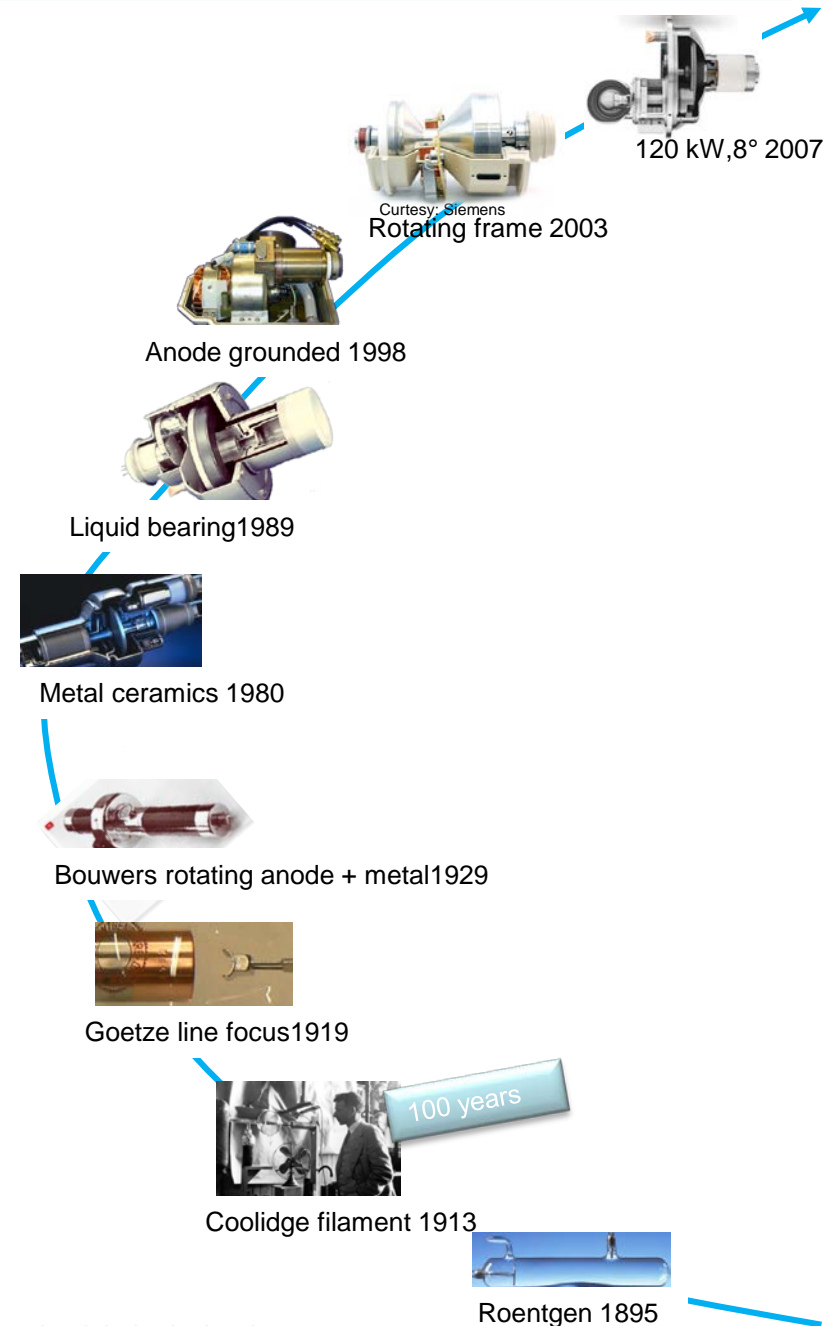 120 kW,8° 2007
Curtesy: Siemens
Rotating frame 2003
Anode grounded 1998
Liquid bearing1989
Metal ceramics 1980
Bouwers rotating anode + metal1929
Goetze line focus1919
100 years
Coolidge filament 1913
Roentgen 1895